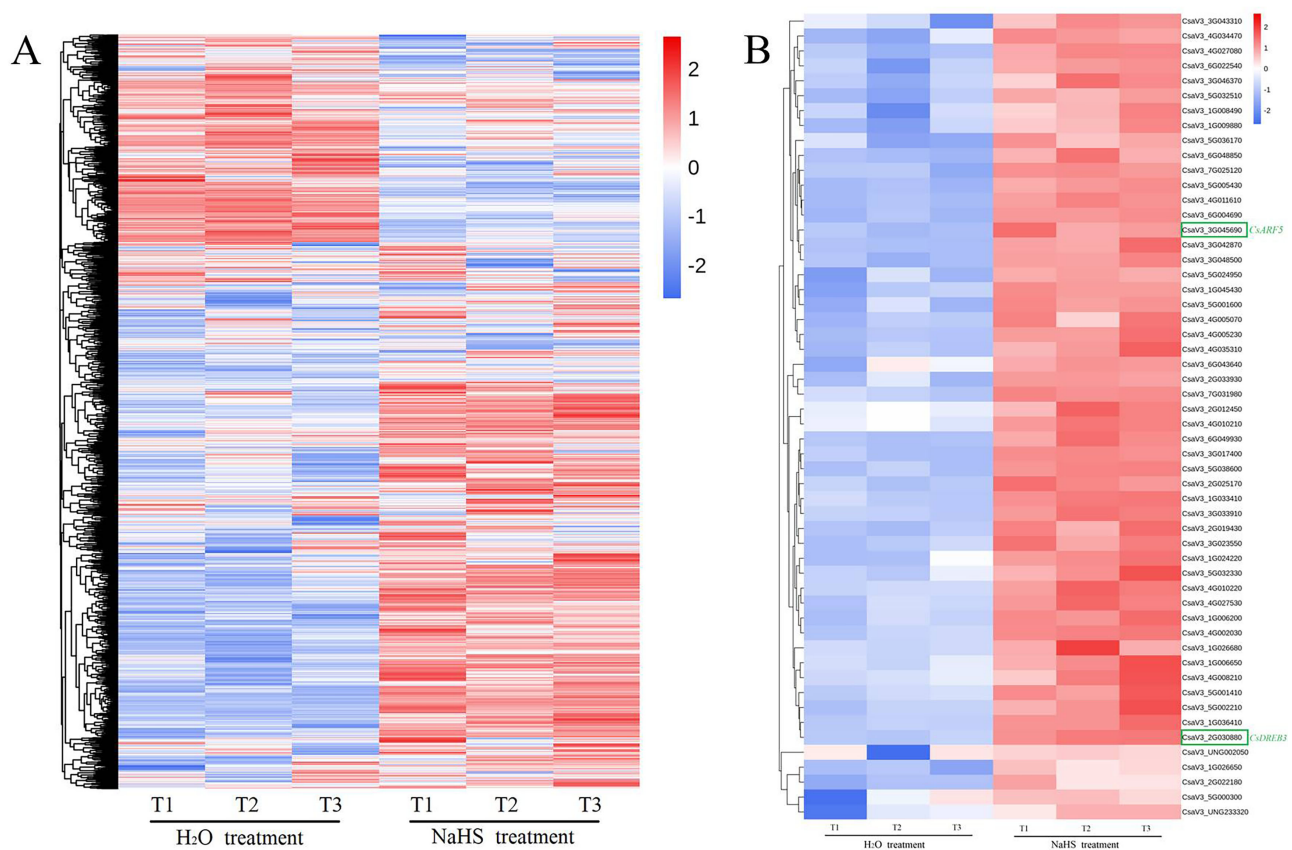 A
2
1
0
-1
-2
T1 T2 T3 T1 T2 T3
H2O treatment NaHS treatment
B
2
1
0
-1
-2
CsaV3_3G043310
CsaV3_4G034470
CsaV3_4G027080
CsaV3_6G022540
CsaV3_3G046370
CsaV3_5G032510
CsaV3_1G008490
CsaV3_1G009880
CsaV3_5G036170
CsaV3_6G048850
CsaV3_7G025120
CsaV3_5G005430
CsaV3_4G011610
CsaV3_6G004690
CsaV3_3G045690 CsARF5
CsaV3_3G042870
CsaV3_3G048500
CsaV3_5G024950
CsaV3_1G045430
CsaV3_5G001600
CsaV3_4G005070
CsaV3_4G005230
CsaV3_4G035310
CsaV3_6G043640
CsaV3_2G033930
CsaV3_7G031980
CsaV3_2G012450
CsaV3_4G010210
CsaV3_6G049930
CsaV3_3G017400
CsaV3_5G038600
CsaV3_2G025170
CsaV3_1G033410
CsaV3_3G033910
CsaV3_2G019430
CsaV3_3G023550
CsaV3_1G024220
CsaV3_5G032330
CsaV3_4G010220
CsaV3_4G027530
CsaV3_1G006200
CsaV3_4G002030
CsaV3_1G026680
CsaV3_1G006650
CsaV3_4G008210
CsaV3_5G001410
CsaV3_5G002210
CsaV3_1G036410
CsaV3_2G030880 CsDREB3
CsaV3_UNG002050
CsaV3_1G026650
CsaV3_2G022180
CsaV3_5G000300
CsaV3_UNG233320
T1 T2 T3 T1 T2 T3
H2O treatment NaHS treatment